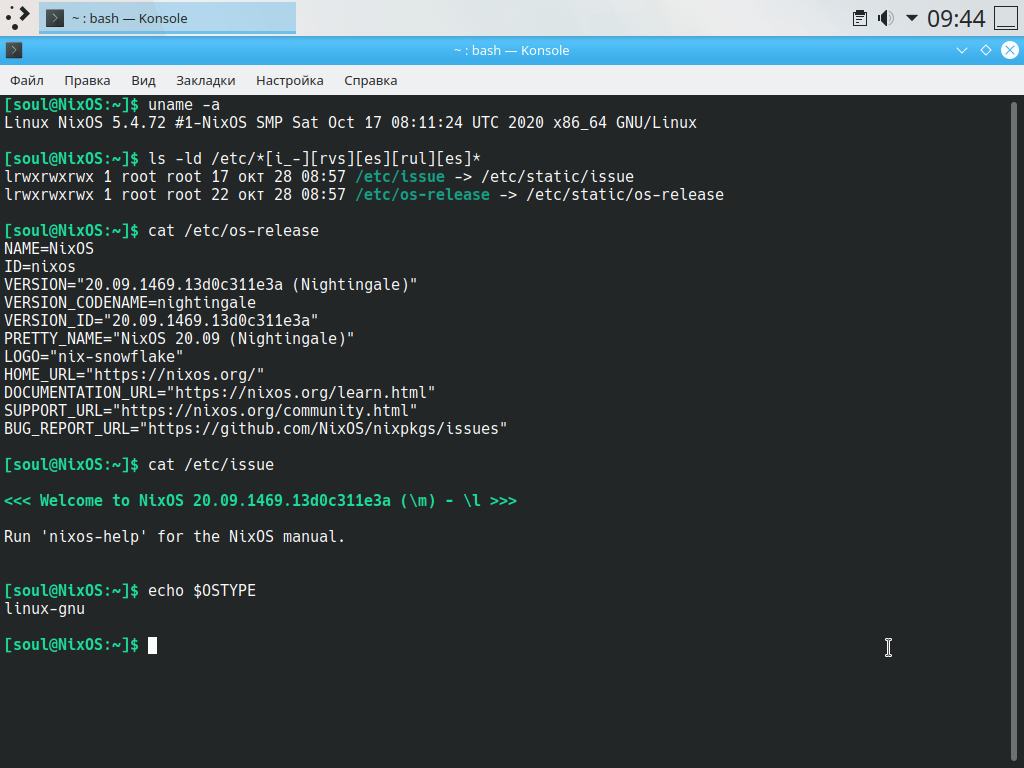 ~ : bash — Konsole
09:44
~ : bash — Konsole
Файл Правка Вид Закладки Настройка Справка
[soul@NixOS:~]$ uname -a
Linux NixOS 5.4.72 #1-NixOS SMP Sat Oct 17 08:11:24 UTC 2020 x86_64 GNU/Linux
[soul@NixOS:~]$ ls -ld /etc/*[i_-][rvs][es][rul][es]*
lrwxrwxrwx 1 root root 17 окт 28 08:57 /etc/issue -> /etc/static/issue
lrwxrwxrwx 1 root root 22 окт 28 08:57 /etc/os-release -> /etc/static/os-release
[soul@NixOS:~]$ cat /etc/os-release
NAME=NixOS
ID=nixos
VERSION="20.09.1469.13d0c311e3a (Nightingale)"
VERSION_CODENAME=nightingale
VERSION_ID="20.09.1469.13d0c311e3a"
PRETTY_NAME="NixOS 20.09 (Nightingale)"
LOGO="nix-snowflake"
HOME_URL="https://nixos.org/"
DOCUMENTATION_URL="https://nixos.org/learn.html"
SUPPORT_URL="https://nixos.org/community.html"
BUG_REPORT_URL="https://github.com/NixOS/nixpkgs/issues"
[soul@NixOS:~]$ cat /etc/issue
<<< Welcome to NixOS 20.09.1469.13d0c311e3a (\m) - \l >>>
Run 'nixos-help' for the NixOS manual.
[soul@NixOS:~]$ echo $OSTYPE
linux-gnu
[soul@NixOS:~]$